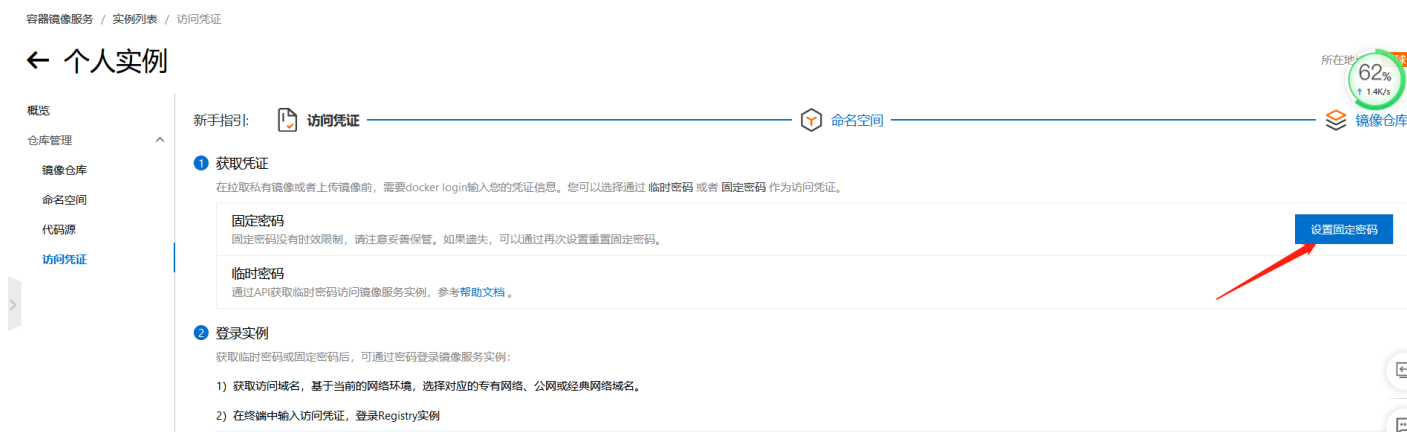 容器镜像服务 / 实例列表 / 访问凭证
← 个人实例
所在地
62%
↑ 1.4K/s
概览
仓库管理
镜像仓库
命名空间
代码源
访问凭证
新手指引: 访问凭证 命名空间 镜像仓库
1 获取凭证
在拉取私有镜像或者上传镜像前，需要docker login输入您的凭证信息。您可以选择通过 临时密码 或者 固定密码 作为访问凭证。
固定密码
固定密码没有时效限制，请注意妥善保管。如果遗失，可以通过再次设置重置固定密码。
设置固定密码
临时密码
通过API获取临时密码访问镜像服务实例，参考帮助文档 。
2 登录实例
获取临时密码或固定密码后，可通过密码登录镜像服务实例：
1）获取访问域名，基于当前的网络环境，选择对应的专有网络、公网或经典网络域名。
2）在终端中输入访问凭证，登录Registry实例